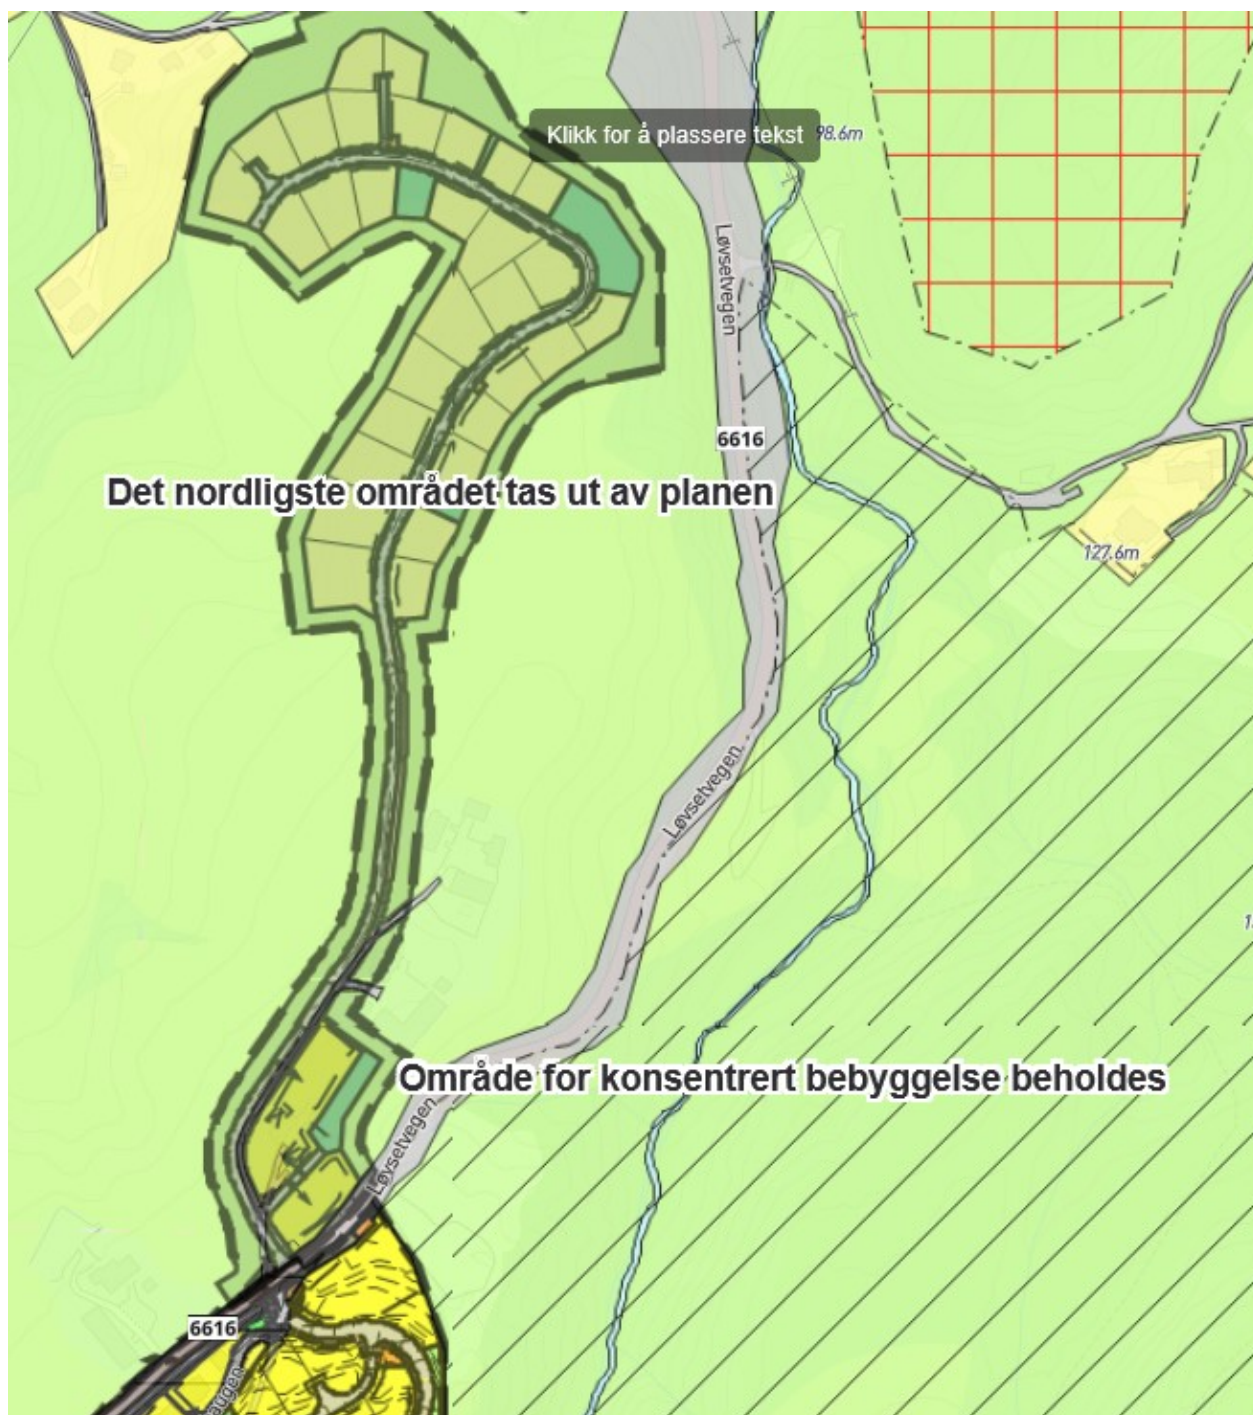 Klikk for å plassere tekst
98.6m
Løvsetvegen
6616
Det nordligste området tas ut av planen
127.6m
Løvsetvegen
Område for konsentrert bebyggelse beholdes
Løvsetvegen
6616